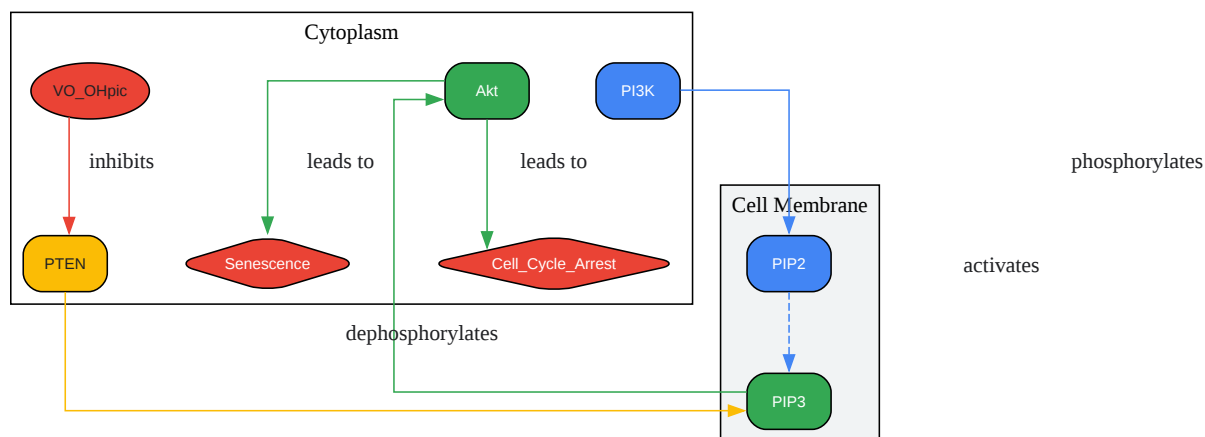 Cytoplasm
VO_OHpic
Akt
PI3K
inhibits
leads to
leads to
phosphorylates
Cell Membrane
PTEN
Senescence
Cell_Cycle_Arrest
PIP2
activates
dephosphorylates
PIP3